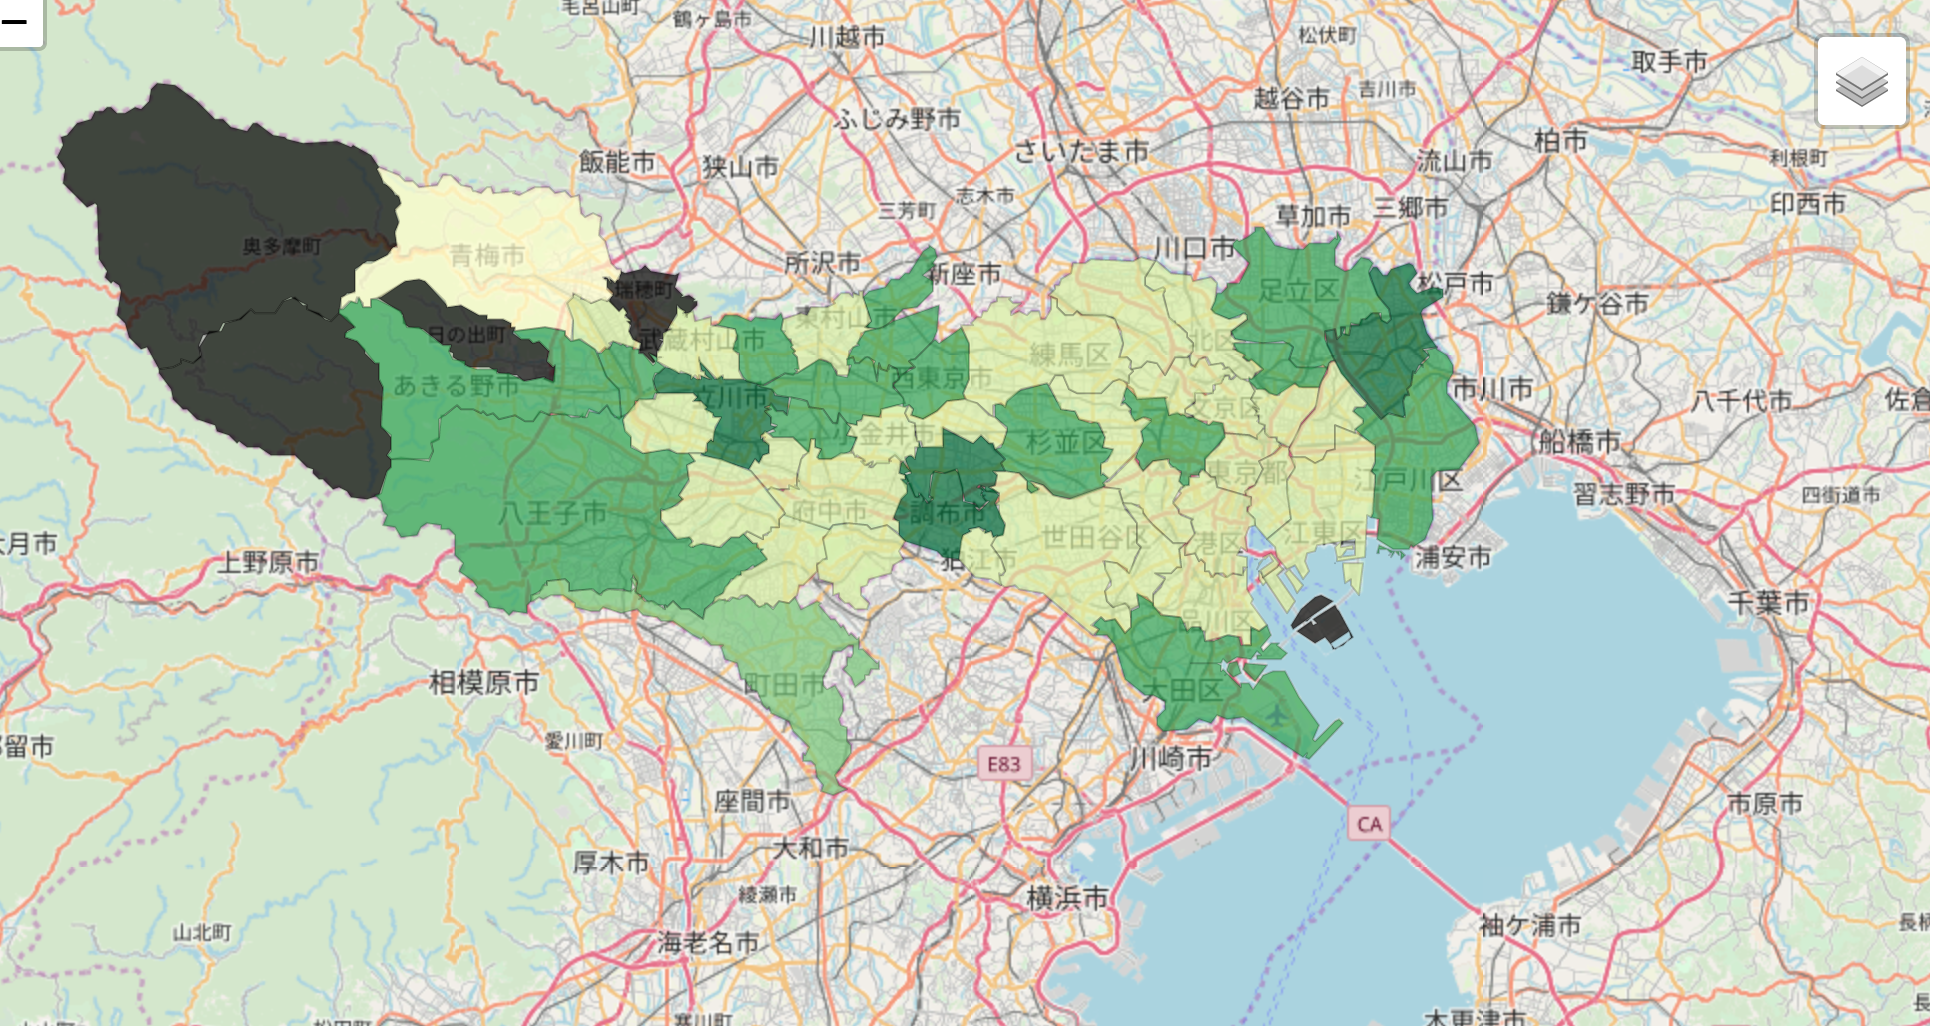 毛呂山町
鶴ヶ島市
川越市
松伏町
取手市
越谷市
吉川市
ふじみ野市
柏市
さいたま市
飯能市
狭山市
流山市
利根町
志木市
三芳町
草加市
三郷市
印西市
奥多摩町
青梅市
所沢市
新座市
川口市
足立区
松戸市
瑞穂町
鎌ケ谷市
東村山市
日の出町
武蔵村山市
北区
練馬区
あきる野市
立川市
西東京市
市川市
八千代市
佐倉
文京区
小金井市
杉並区
船橋市
東京都
江戸川区
習志野市
四街道市
八王子市
府中市
調布市
世田谷区
港区
江東区
大月市
上野原市
狛江市
浦安市
千葉市
品川区
相模原市
町田市
大田区
都留市
愛川町
川崎市
E83
座間市
市原市
CA
大和市
厚木市
綾瀬市
横浜市
山北町
海老名市
袖ケ浦市
長柄
寒川町
木更津市